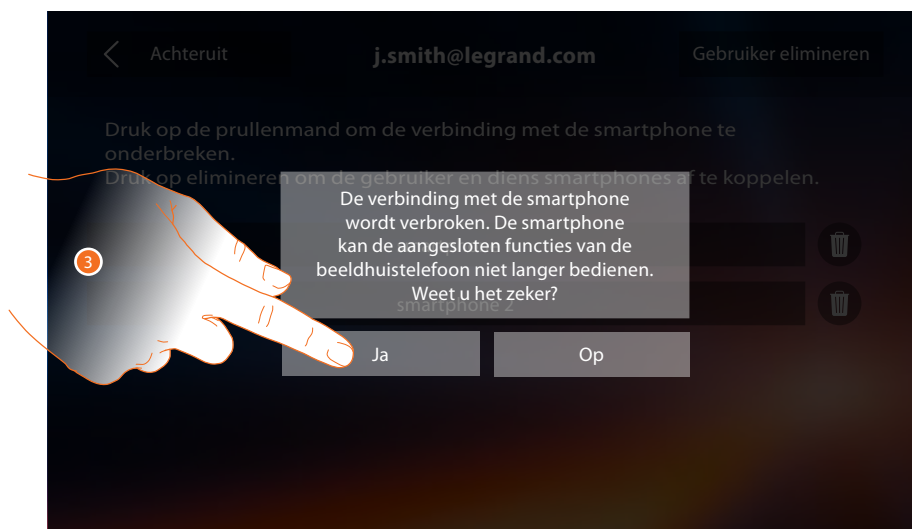 Achteruit
j.smith@legrand.com
Gebruiker elimineren
Druk op de prullenmand om de verbinding met de smartphone te
onderbreken.
Druk op elimineren om de gebruiker en diens smartphones af te koppelen.
De verbinding met de smartphone
wordt verbroken. De smartphone
kan de aangesloten functies van de
beeldhuistelefoon niet langer bedienen.
Weet u het zeker?
smartphone 2
3
Ja
Op